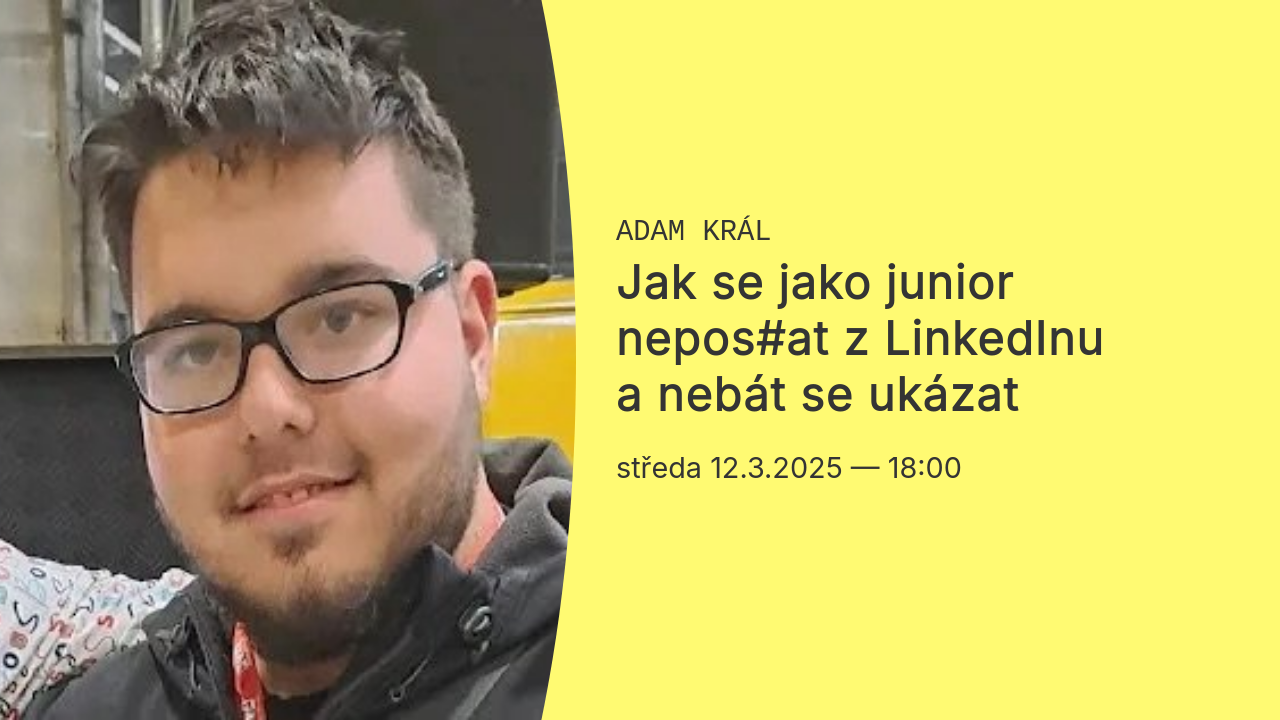 ADAM KRÁL
Jak se jako junior
nepos#at z LinkedInu
a nebát se ukázat
středa 12.3.2025 — 18:00